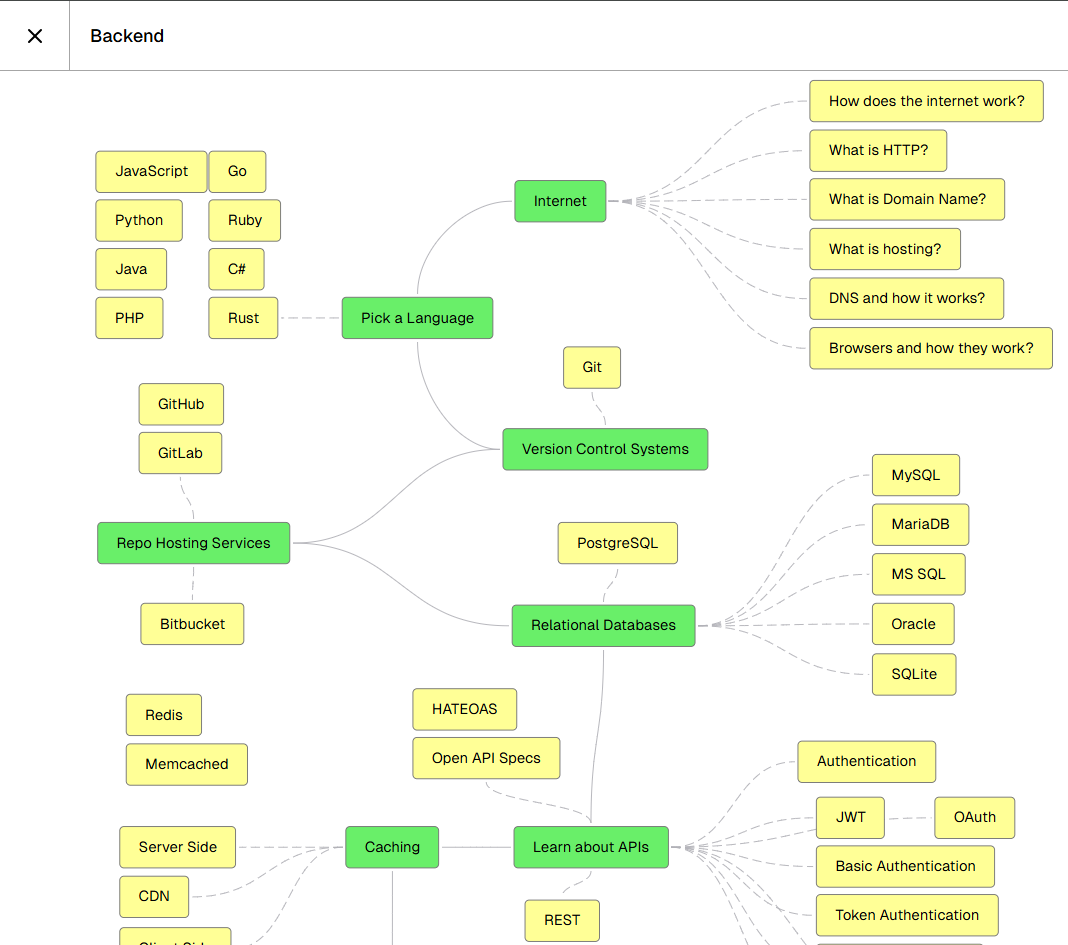 Backend
How does the internet work?
What is HTTP?
What is Domain Name?
What is hosting?
DNS and how it works?
Browsers and how they work?
Internet
JavaScript
Go
Python
Ruby
Java
C#
PHP
Rust
Pick a Language
Git
Version Control Systems
GitHub
GitLab
Repo Hosting Services
Bitbucket
PostgreSQL
Relational Databases
MySQL
MariaDB
MS SQL
Oracle
SQLite
Redis
Memcached
HATEOAS
Open API Specs
Authentication
JWT
OAuth
Basic Authentication
Token Authentication
Server Side
Caching
Learn about APIs
CDN
REST